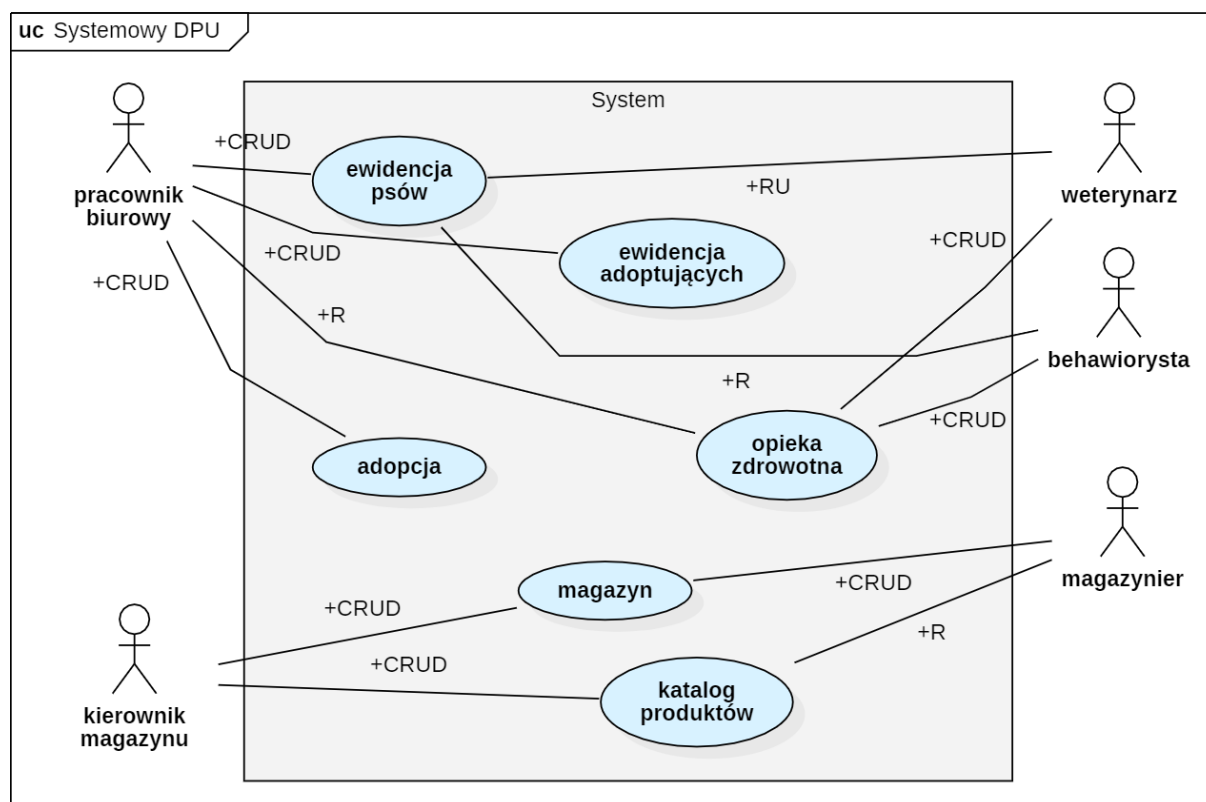 uc Systemowy DPU
System
+CRUD
ewidencja
psów
+RU
pracownik
biurowy
weterynarz
+CRUD
ewidencja
adoptujących
+CRUD
+CRUD
+R
behawiorysta
+R
+CRUD
opieka
zdrowotna
adopcja
magazyn
+CRUD
magazynier
+CRUD
+R
+CRUD
katalog
produktów
kierownik
magazynu